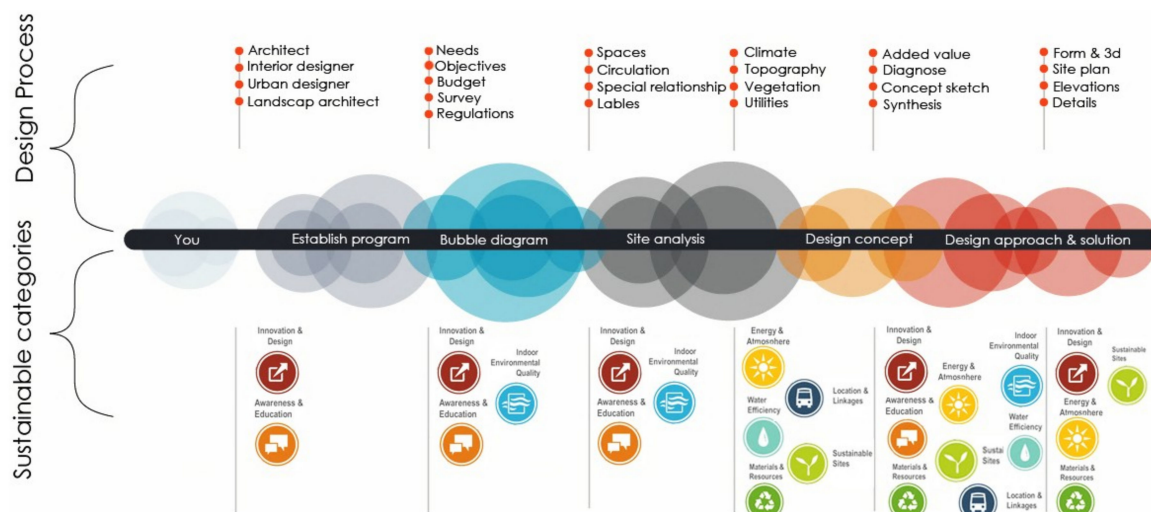 Design Process
Architect
Interior designer
Urban designer
Landscap architect
Needs
Objectives
Budget
Survey
Regulations
Spaces
Circulation
Special relationship
Lables
Climate
Topography
Vegetation
Utilities
Added value
Diagnose
Concept sketch
Synthesis
Form & 3d
Site plan
Elevations
Details
You
Establish program
Bubble diagram
Site analysis
Design concept
Design approach & solution
Sustainable categories
Innovation &
Design
Awareness &
Education
Innovation &
Design
Indoor
Environmental
Quality
Awareness &
Education
Innovation &
Design
Indoor
Environmental
Quality
Awareness &
Education
Energy &
Atmosphere
Location &
Linkages
Water
Efficiency
Sustainable
Sites
Materials &
Resources
Innovation &
Design
Indoor
Environmental
Quality
Energy &
Atmosphere
Awareness &
Education
Water
Efficiency
Sustai
Sites
Materials &
Resources
Location &
Linkages
Innovation &
Design
Sustainable
Sites
Energy &
Atmosphere
Materials &
Resources